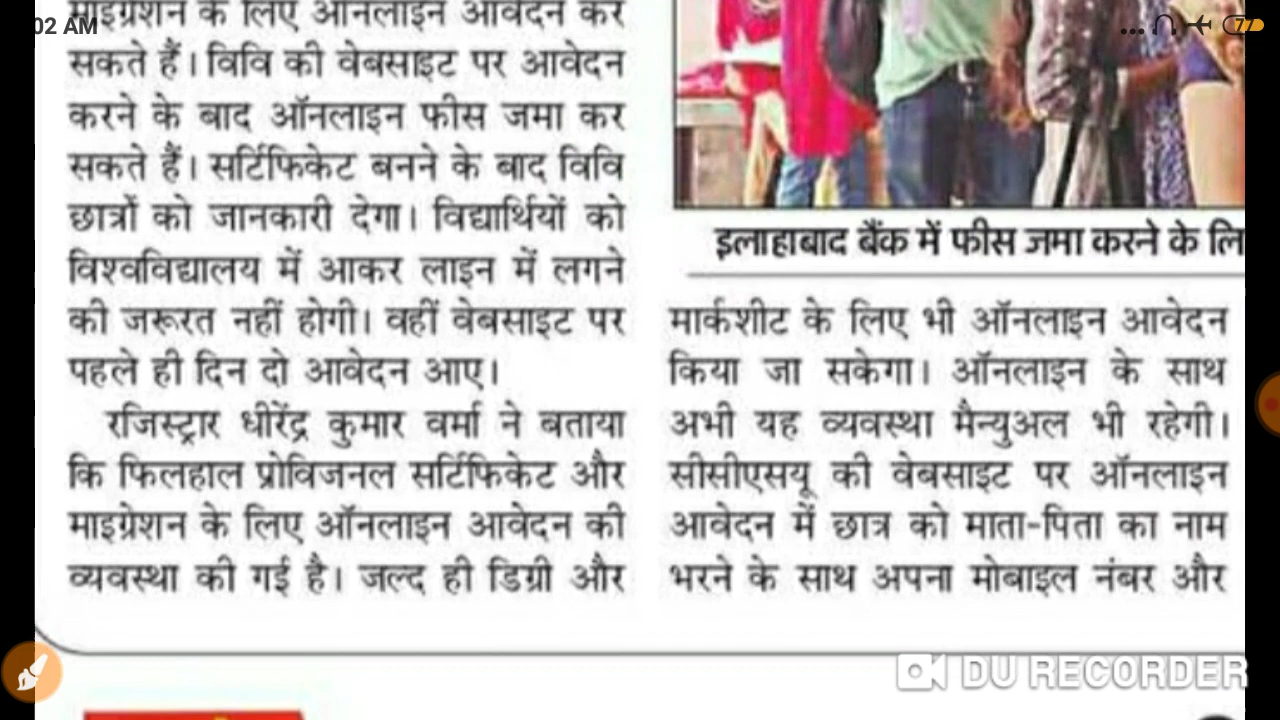 02 AM
77
माइग्रेशन के लिए ऑनलाइन आवेदन कर
सकते हैं। विवि की वेबसाइट पर आवेदन
करने के बाद ऑनलाइन फीस जमा कर
सकते हैं। सर्टिफिकेट बनने के बाद विवि
छात्रों को जानकारी देगा। विद्यार्थियों को
विश्वविद्यालय में आकर लाइन में लगने
की जरूरत नहीं होगी। वहीं वेबसाइट पर
पहले ही दिन दो आवेदन आए।
रजिस्ट्रार धीरेंद्र कुमार वर्मा ने बताया
कि फिलहाल प्रोविजनल सर्टिफिकेट और
माइग्रेशन के लिए ऑनलाइन आवेदन की
व्यवस्था की गई है। जल्द ही डिग्री और
इलाहाबाद बैंक में फीस जमा करने के लि
मार्कशीट के लिए भी ऑनलाइन आवेदन
किया जा सकेगा। ऑनलाइन के साथ
अभी यह व्यवस्था मैन्युअल भी रहेगी।
सीसीएसयू की वेबसाइट पर ऑनलाइन
आवेदन में छात्र को माता-पिता का नाम
भरने के साथ अपना मोबाइल नंबर और
DU RECORDER